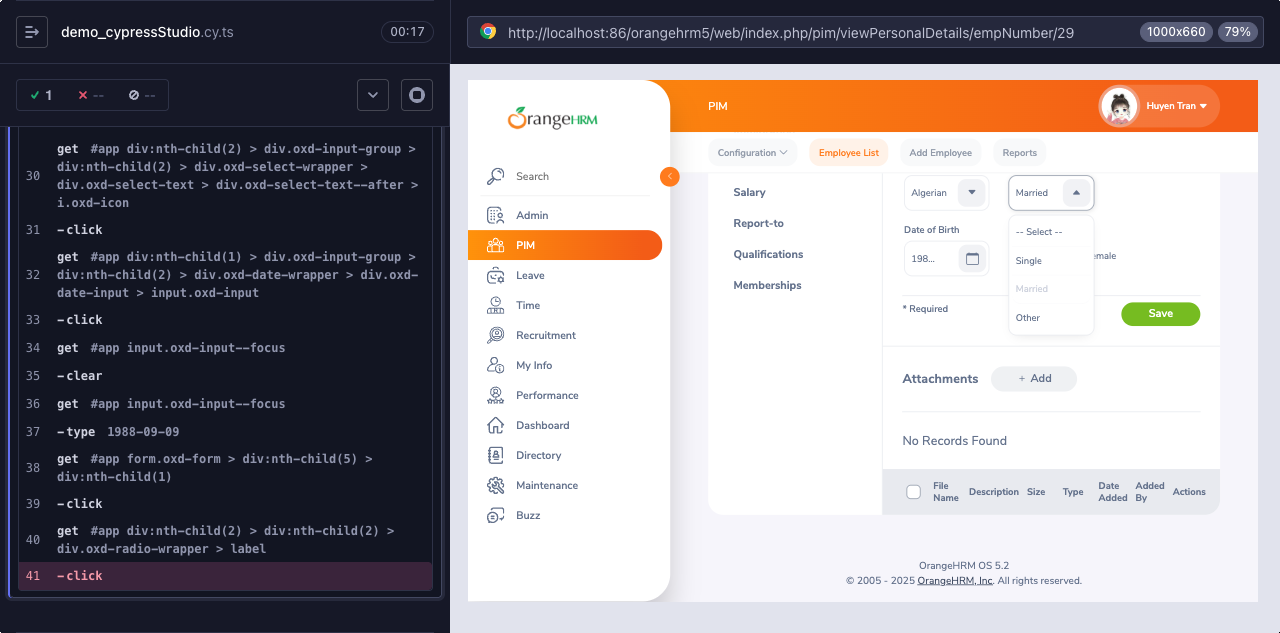 demo_cypressStudio.cy.ts
00:17
1
--
--
30 get #app div:nth-child(2) > div.oxd-input-group >
div:nth-child(2) > div.oxd-select-wrapper >
div.oxd-select-text > div.oxd-select-text--after >
i.oxd-icon
31 -click
32 get #app div:nth-child(1) > div.oxd-input-group >
div:nth-child(2) > div.oxd-date-wrapper > div.oxd-
date-input > input.oxd-input
33 -click
34 get #app input.oxd-input--focus
35 -clear
36 get #app input.oxd-input--focus
37 -type 1988-09-09
38 get #app form.oxd-form > div:nth-child(5) >
div:nth-child(1)
39 -click
40 get #app div:nth-child(2) > div:nth-child(2) >
div.oxd-radio-wrapper > label
41 -click
http://localhost:86/orangehrm5/web/index.php/pim/viewPersonalDetails/empNumber/29
1000x660
79%
OrangeHRM
Search
Admin
PIM
Leave
Time
Recruitment
My Info
Performance
Dashboard
Directory
Maintenance
Buzz
PIM
Huyen Tran
Configuration
Employee List
Add Employee
Reports
Salary
Report-to
Qualifications
Memberships
Algerian
Married
Date of Birth
198...
-- Select --
Single
Married
Other
emale
* Required
Save
Attachments
+ Add
No Records Found
File
Name
Description
Size
Type
Date
Added
Added
By
Actions
OrangeHRM OS 5.2
© 2005 - 2025 OrangeHRM, Inc. All rights reserved.